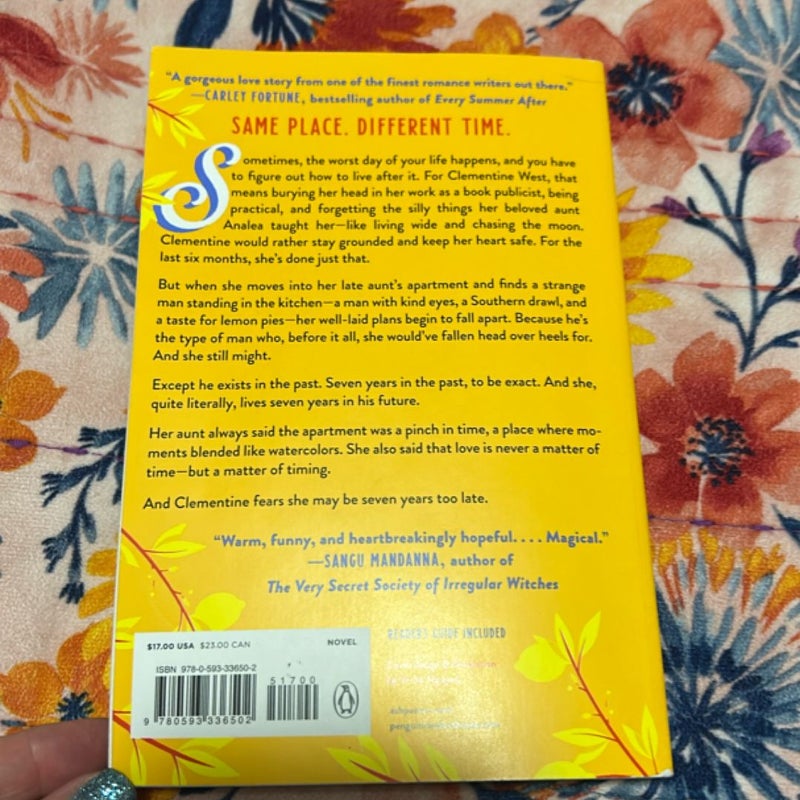 "A gorgeous love story from one of the finest romance writers out there."
—CARLEY FORTUNE, bestselling author of Every Summer After
SAME PLACE. DIFFERENT TIME.
Sometimes, the worst day of your life happens, and you have
to figure out how to live after it. For Clementine West, that
means burying her head in her work as a book publicist, being
practical, and forgetting the silly things her beloved aunt
Analea taught her—like living wide and chasing the moon.
Clementine would rather stay grounded and keep her heart safe. For the
last six months, she's done just that.
But when she moves into her late aunt's apartment and finds a strange
man standing in the kitchen—a man with kind eyes, a Southern drawl, and
a taste for lemon pies—her well-laid plans begin to fall apart. Because he's
the type of man who, before it all, she would've fallen head over heels for.
And she still might.
Except he exists in the past. Seven years in the past, to be exact. And she,
quite literally, lives seven years in his future.
Her aunt always said the apartment was a pinch in time, a place where mo-
ments blended like watercolors. She also said that love is never a matter of
time—but a matter of timing.
And Clementine fears she may be seven years too late.
"Warm, funny, and heartbreakingly hopeful. . . . Magical."
—SANGU MANDANNA, author of
The Very Secret Society of Irregular Witches
$17.00 USA $23.00 CAN NOVEL
ISBN 978-0-593-33650-2
51700
9 780593 336502
READERS GUIDE INCLUDED